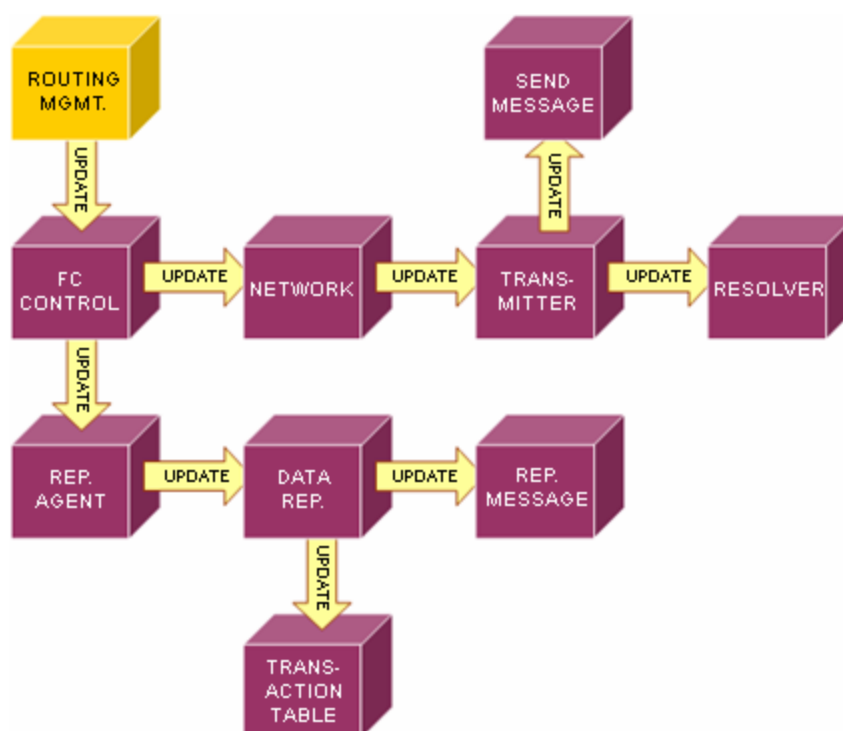 ROUTING
MGMT.
SEND
MESSAGE
UPDATE
UPDATE
FC
CONTROL
UPDATE
NETWORK
UPDATE
TRANS-
MITTER
UPDATE
RESOLVER
UPDATE
REP.
AGENT
UPDATE
DATA
REP.
UPDATE
REP.
MESSAGE
UPDATE
TRANS-
ACTION
TABLE